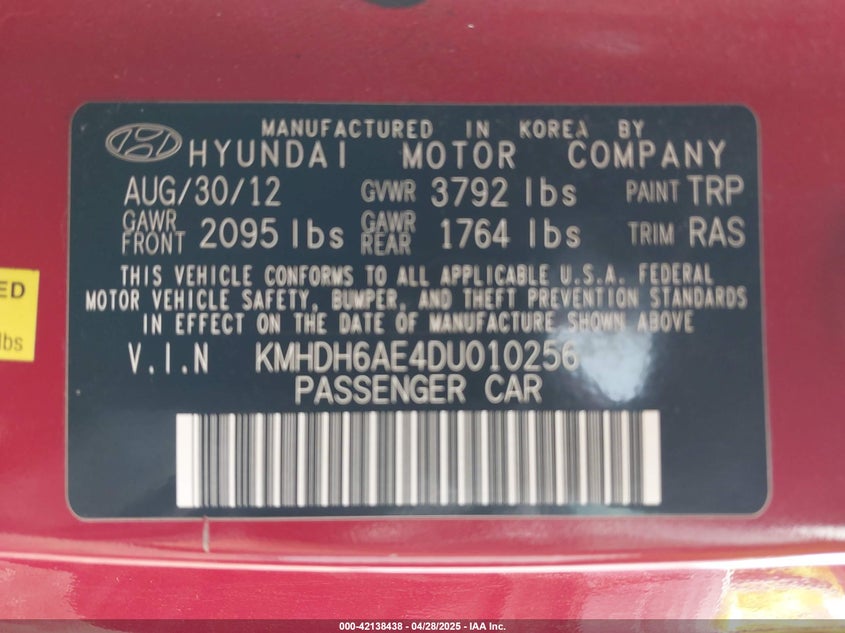 MANUFACTURED IN KOREA BY
HYUNDAI MOTOR COMPANY
AUG/30/12 GVWR 3792 lbs PAINT TRP
GAWR FRONT 2095 lbs GAWR REAR 1764 lbs TRIM RAS
THIS VEHICLE CONFORMS TO ALL APPLICABLE U.S.A. FEDERAL
MOTOR VEHICLE SAFETY, BUMPER, AND THEFT PREVENTION STANDARDS
IN EFFECT ON THE DATE OF MANUFACTURE SHOWN ABOVE
V.I.N KMHDH6AE4DU010256
PASSENGER CAR
ED
lbs
000-42138438 - 04/28/2025 - IAA Inc.